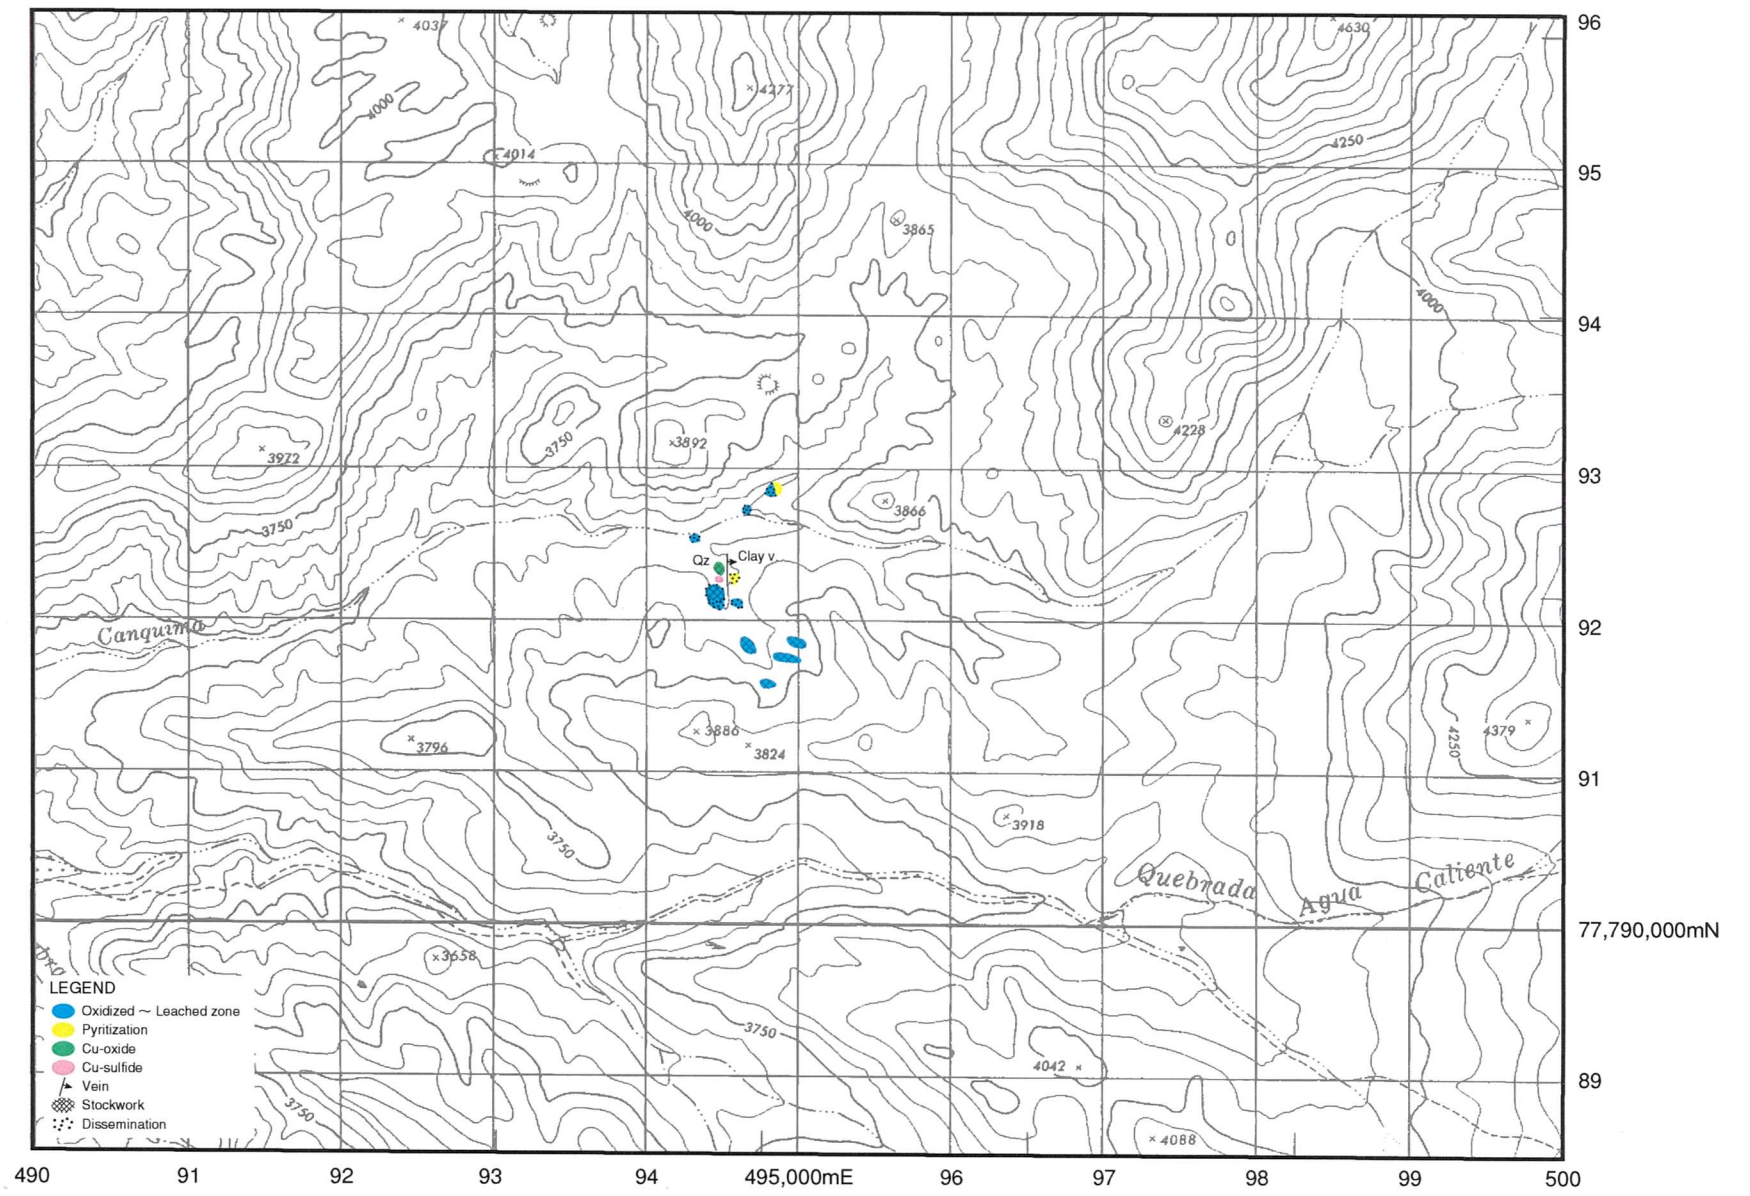 4037
4630
96
4277
4000
4250
4014
95
4000
3865
4000
94
3892
3750
4228
3972
93
3866
3750
Qz
Clay v
92
Canquima
3886
4379
3796
3824
4250
91
3918
3750
Quebrada Agua Caliente
77,790,000mN
3658
LEGEND
Oxidized ~ Leached zone
Pyritization
3750
Cu-oxide
Cu-sulfide
4042
Vein
89
Stockwork
3750
Dissemination
4088
490 91 92 93 94 495,000mE 96 97 98 99 500